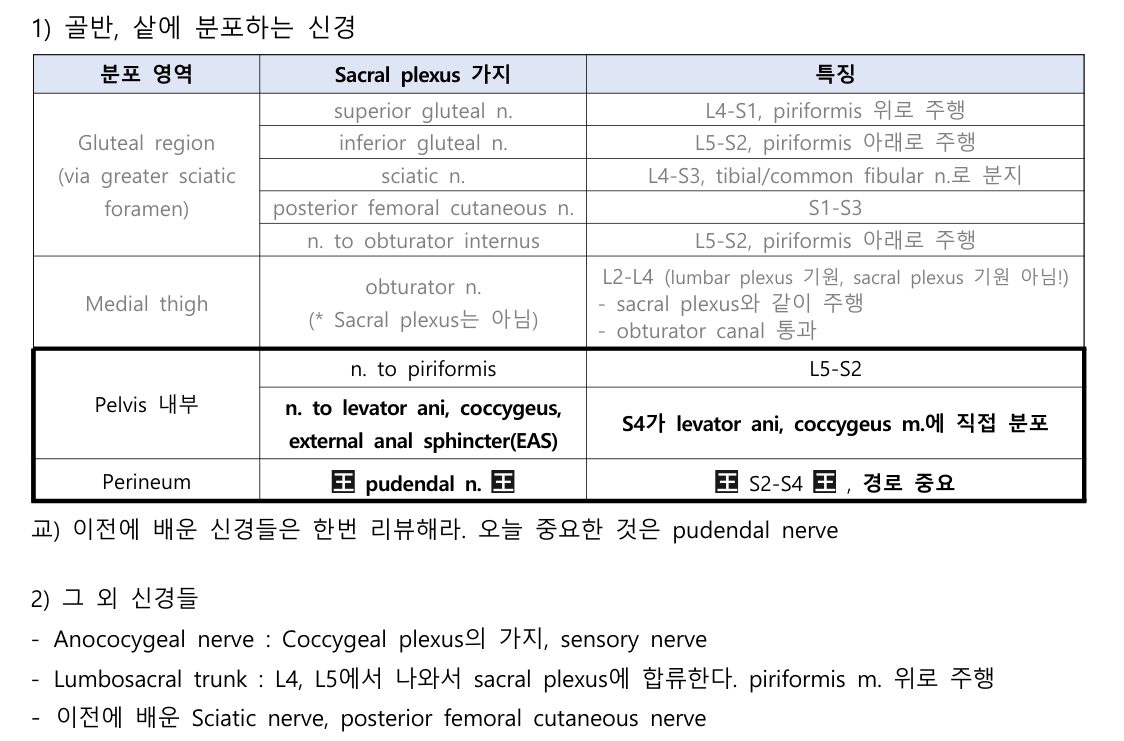 1) 골반, 샅에 분포하는 신경
분포 영역 Sacral plexus 가지 특징
Gluteal region
(via greater sciatic
foramen)
superior gluteal n. L4-S1, piriformis 위로 주행
inferior gluteal n. L5-S2, piriformis 아래로 주행
sciatic n. L4-S3, tibial/common fibular n.로 분지
posterior femoral cutaneous n. S1-S3
n. to obturator internus L5-S2, piriformis 아래로 주행
Medial thigh
obturator n.
(* Sacral plexus는 아님)
L2-L4 (lumbar plexus 기원, sacral plexus 기원 아님!)
- sacral plexus와 같이 주행
- obturator canal 통과
Pelvis 내부
n. to piriformis L5-S2
n. to levator ani, coccygeus,
external anal sphincter(EAS)
S4가 levator ani, coccygeus m.에 직접 분포
Perineum 王 pudendal n. 王 王 S2-S4 王 , 경로 중요
교) 이전에 배운 신경들은 한번 리뷰해라. 오늘 중요한 것은 pudendal nerve
2) 그 외 신경들
- Anococygeal nerve : Coccygeal plexus의 가지, sensory nerve
- Lumbosacral trunk : L4, L5에서 나와서 sacral plexus에 합류한다. piriformis m. 위로 주행
- 이전에 배운 Sciatic nerve, posterior femoral cutaneous nerve